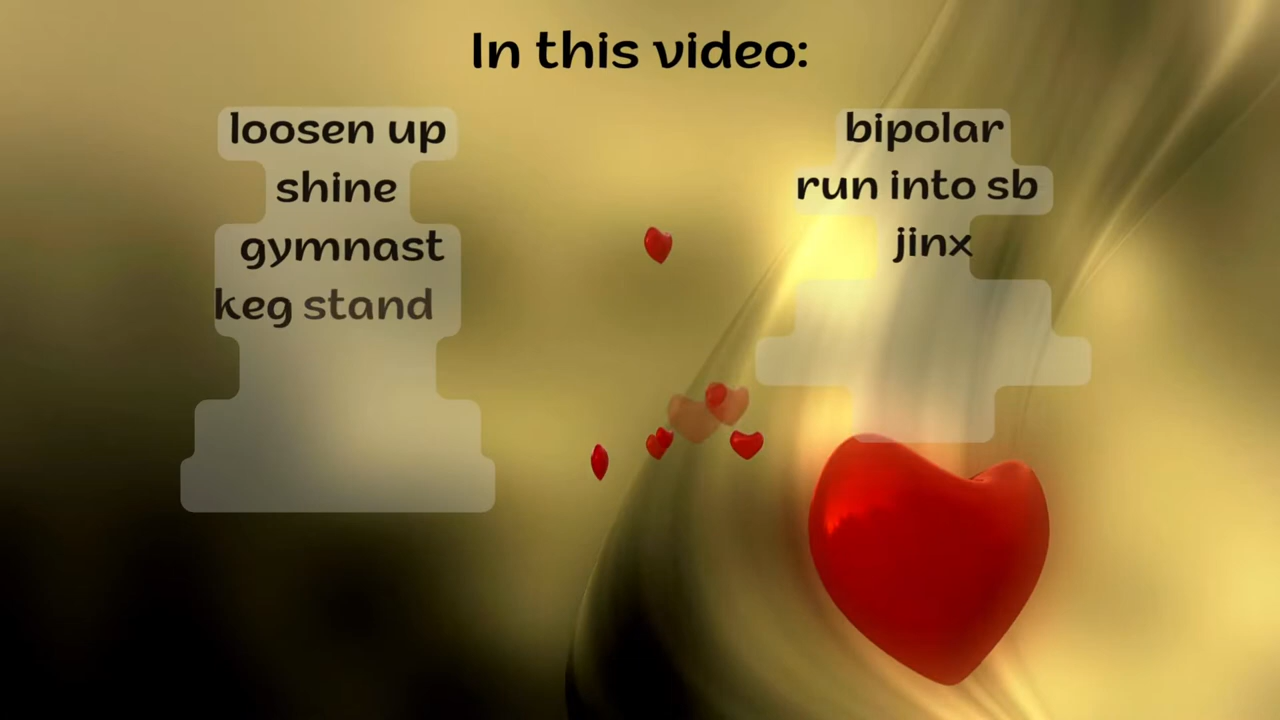 In this video:
loosen up
shine
gymnast
keg stand
bipolar
run into sb
jinx